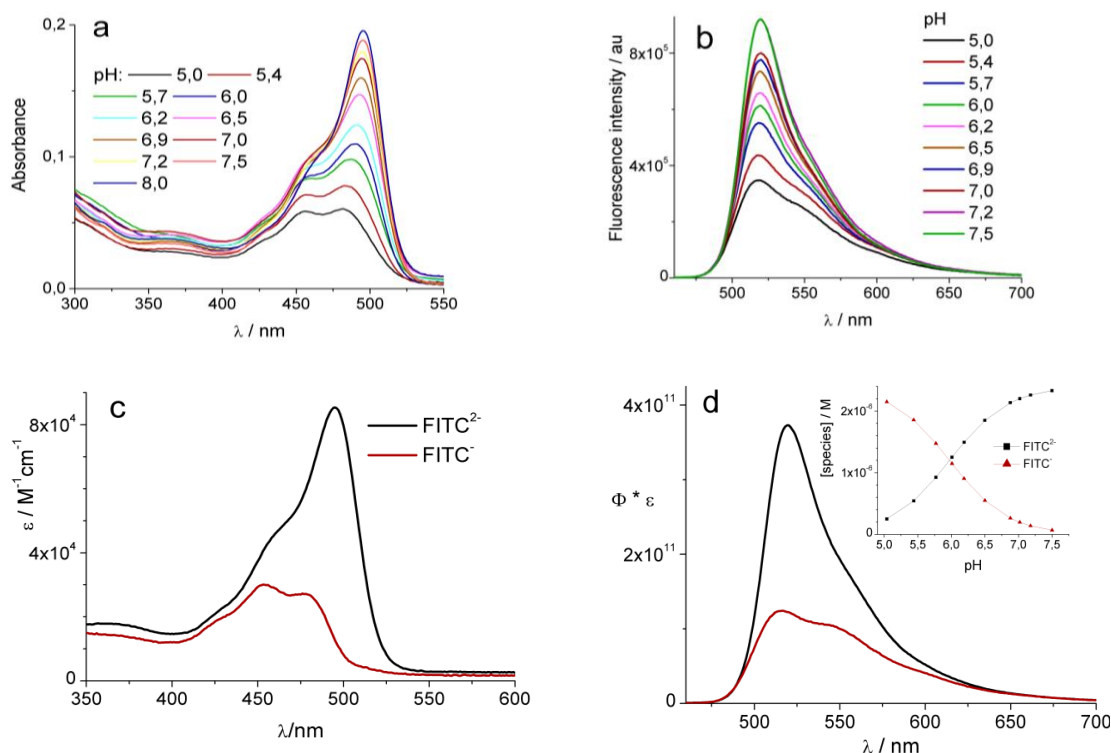 a
pH: 5,0 5,4
5,7 6,0
6,2 6,5
6,9 7,0
7,2 7,5
8,0
Absorbance
0,2
0,1
0,0
300 350 400 450 500 550
λ / nm
b
pH
5,0
5,4
5,7
6,0
6,2
6,5
6,9
7,0
7,2
7,5
Fluorescence intensity / au
8x10⁵
4x10⁵
0
500 550 600 650 700
λ / nm
c
FITC²⁻
FITC⁻
ε / M⁻¹cm⁻¹
8x10⁴
4x10⁴
0
350 400 450 500 550 600
λ/nm
d
Φ * ε
4x10¹¹
2x10¹¹
0
500 550 600 650 700
λ / nm
[species] / M
2x10⁻⁶
1x10⁻⁶
0
FITC²⁻
FITC⁻
5,0 5,5 6,0 6,5 7,0 7,5
pH